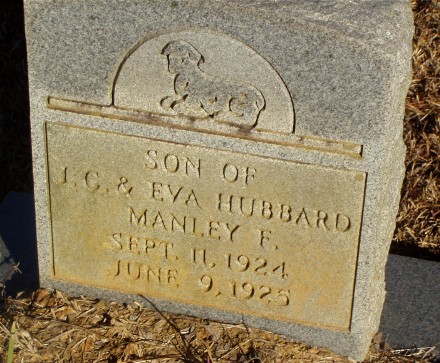 SON OF
J. C. & EVA HUBBARD
MANLEY F.
SEPT. 11, 1924
JUNE 9, 1925